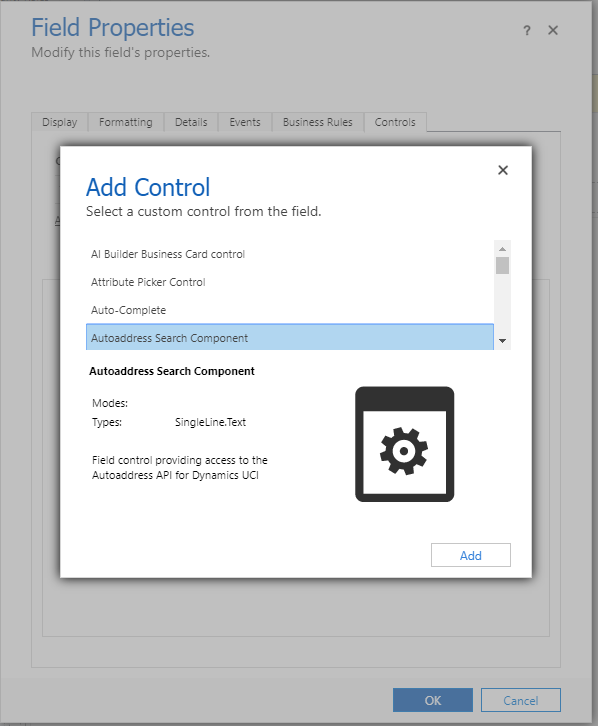 Field Properties
?
Modify this field's properties.
Display Formatting Details Events Business Rules Controls
Add Control
Select a custom control from the field.
AI Builder Business Card control
Attribute Picker Control
Auto-Complete
Autoaddress Search Component
Autoaddress Search Component
Modes:
Types: SingleLine.Text
Field control providing access to the
Autoaddress API for Dynamics UCI
Add
OK Cancel